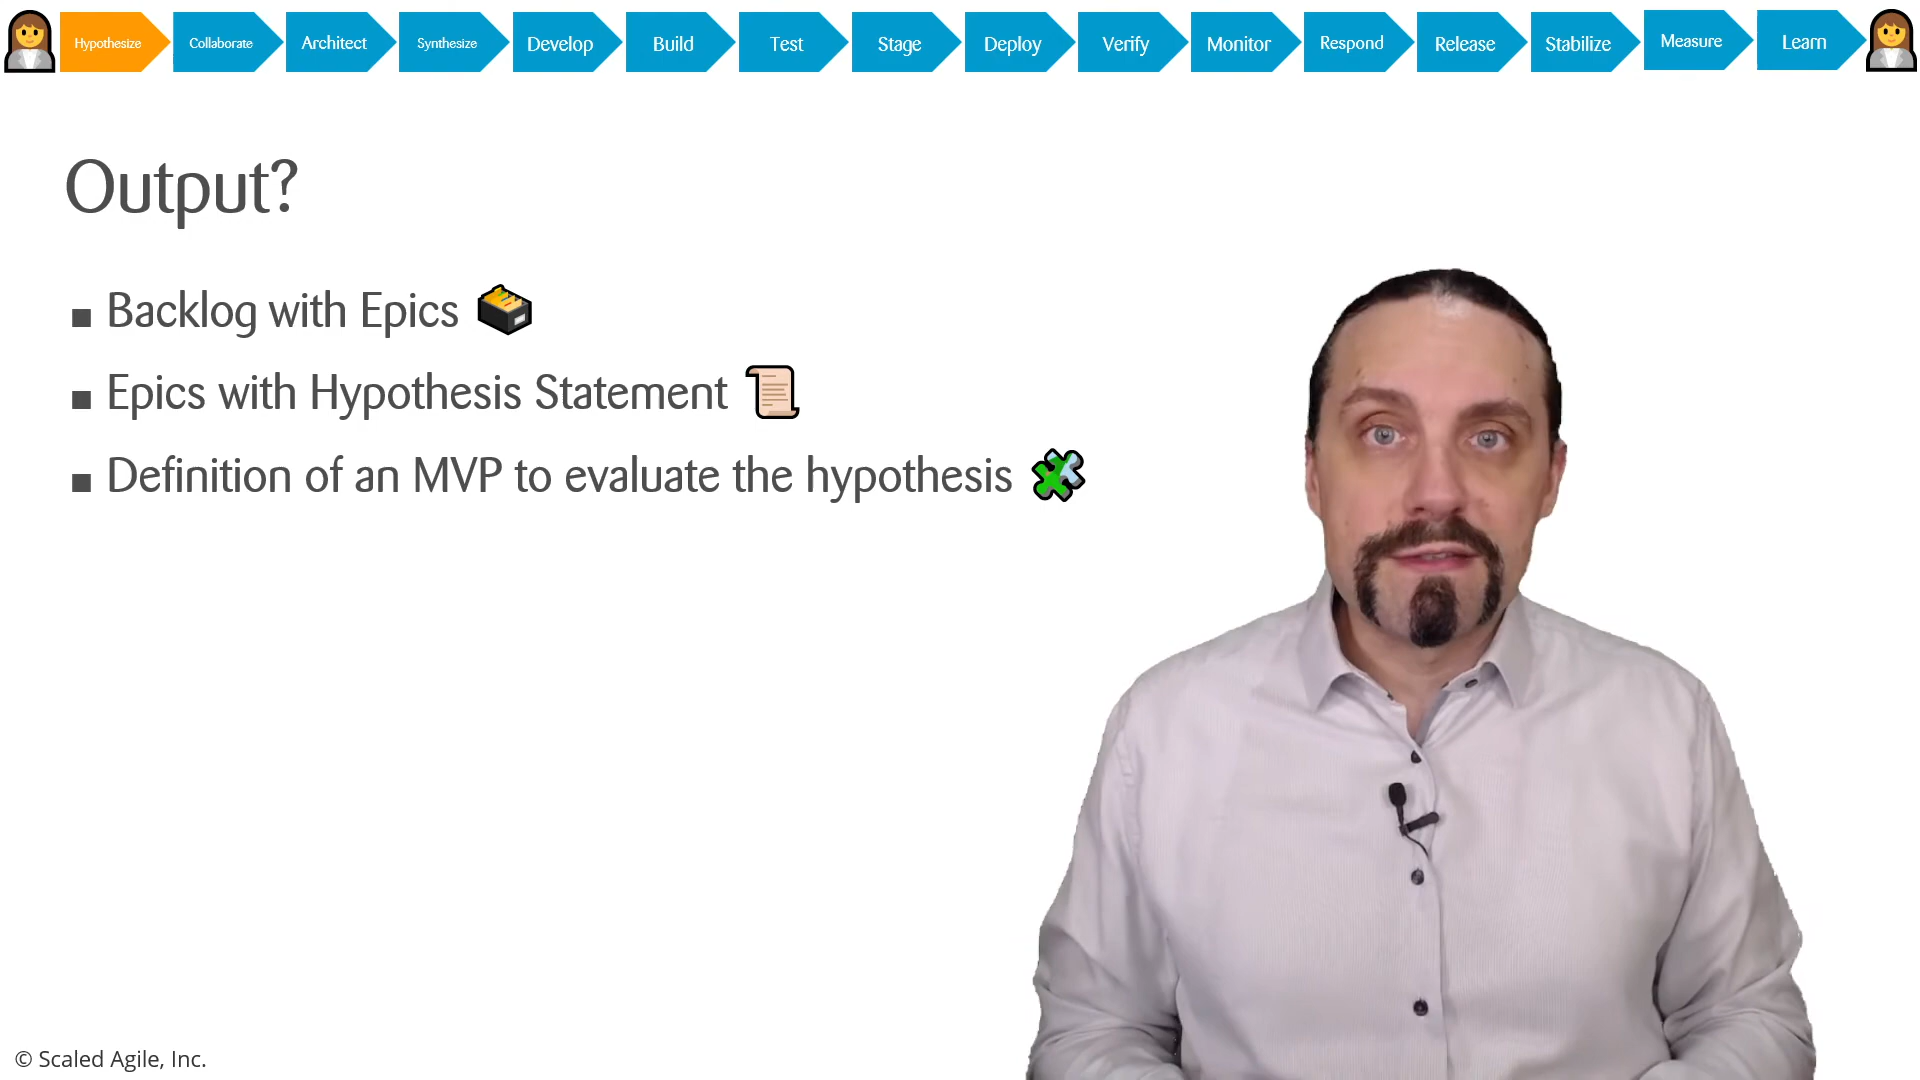 Hypothesize Collaborate Architect Synthesize Develop Build Test Stage Deploy Verify Monitor Respond Release Stabilize Measure Learn
Output?
Backlog with Epics
Epics with Hypothesis Statement
Definition of an MVP to evaluate the hypothesis
© Scaled Agile, Inc.